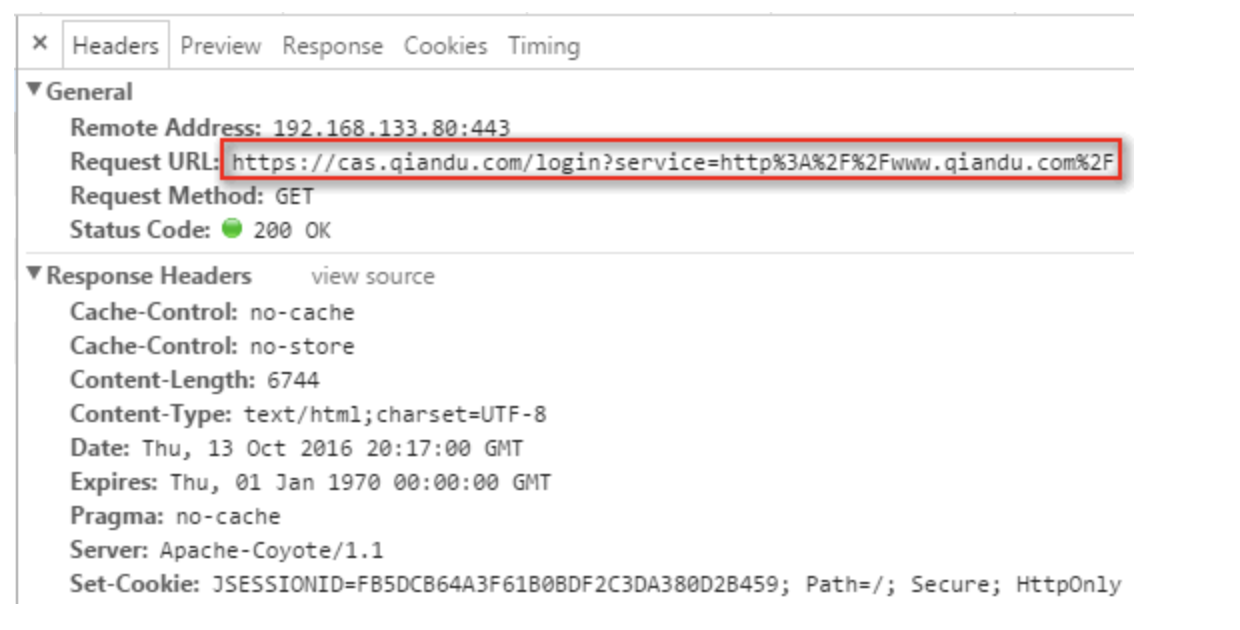 × Headers Preview Response Cookies Timing
▼ General
Remote Address: 192.168.133.80:443
Request URL: https://cas.qiandu.com/login?service=http%3A%2F%2Fwww.qiandu.com%2F
Request Method: GET
Status Code: 200 OK
▼ Response Headers view source
Cache-Control: no-cache
Cache-Control: no-store
Content-Length: 6744
Content-Type: text/html;charset=UTF-8
Date: Thu, 13 Oct 2016 20:17:00 GMT
Expires: Thu, 01 Jan 1970 00:00:00 GMT
Pragma: no-cache
Server: Apache-Coyote/1.1
Set-Cookie: JSESSIONID=FB5DCB64A3F61B0BDF2C3DA380D2B459; Path=/; Secure; HttpOnly